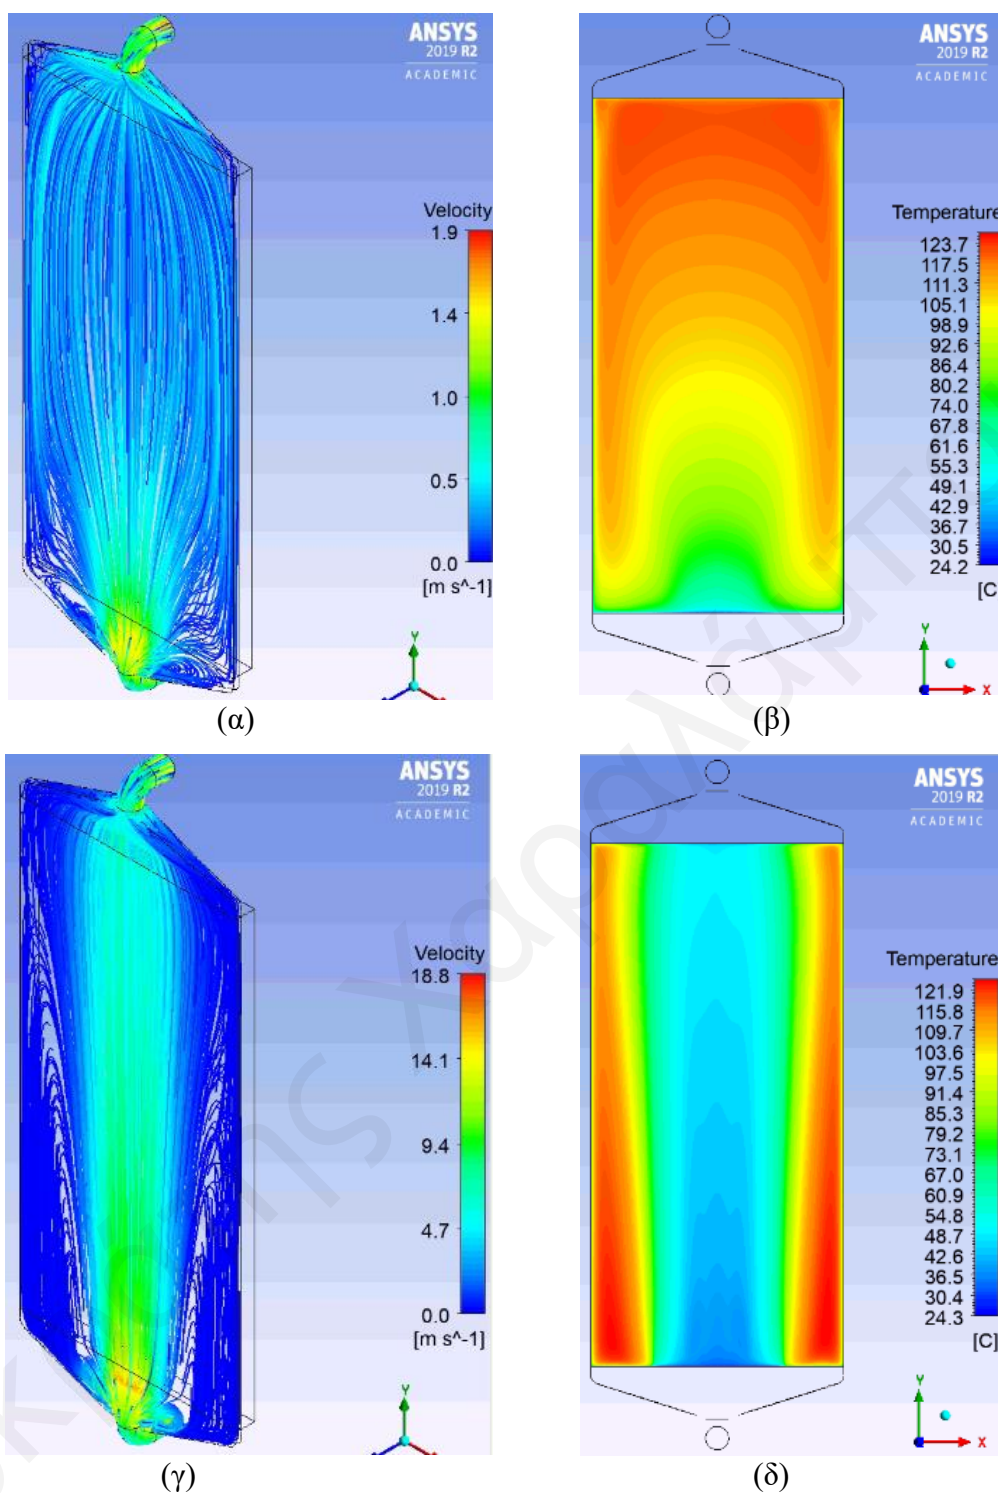 ANSYS
2019 R2
ACADEMIC
Velocity
1.9
1.4
1.0
0.5
0.0
[m s^-1]
Y
(α)
ANSYS
2019 R2
ACADEMIC
Temperature
123.7
117.5
111.3
105.1
98.9
92.6
86.4
80.2
74.0
67.8
61.6
55.3
49.1
42.9
36.7
30.5
24.2
[C
Y
X
(β)
ANSYS
2019 R2
ACADEMIC
Velocity
18.8
14.1
9.4
4.7
0.0
[m s^-1]
Y
(γ)
ANSYS
2019 R2
ACADEMIC
Temperature
121.9
115.8
109.7
103.6
97.5
91.4
85.3
79.2
73.1
67.0
60.9
54.8
48.7
42.6
36.5
30.4
24.3
[C]
Y
X
(δ)